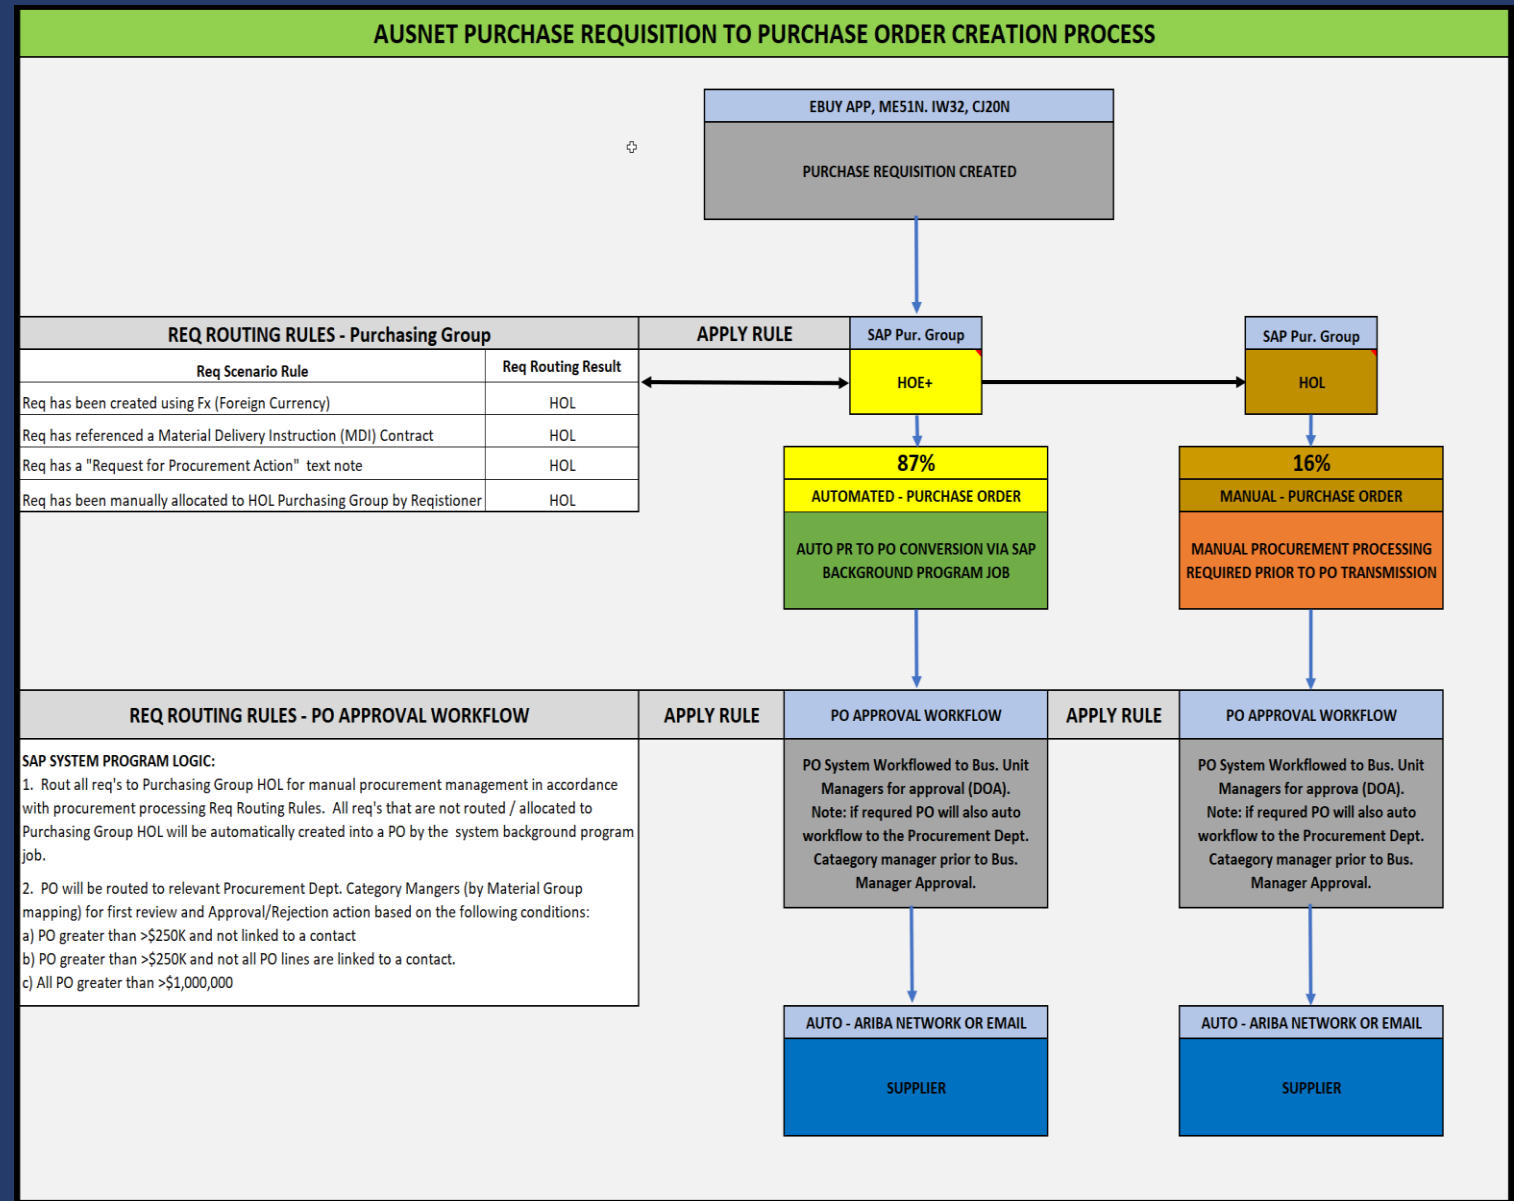 AUSNET PURCHASE REQUISITION TO PURCHASE ORDER CREATION PROCESS
EBUY APP, ME51N. IW32, CJ20N
PURCHASE REQUISITION CREATED
REQ ROUTING RULES - Purchasing Group
APPLY RULE
SAP Pur. Group
SAP Pur. Group
Req Scenario Rule
Req Routing Result
HOE+
HOL
Req has been created using Fx (Foreign Currency)
HOL
Req has referenced a Material Delivery Instruction (MDI) Contract
HOL
Req has a "Request for Procurement Action" text note
HOL
Req has been manually allocated to HOL Purchasing Group by Reqistioner
HOL
87%
AUTOMATED - PURCHASE ORDER
AUTO PR TO PO CONVERSION VIA SAP
BACKGROUND PROGRAM JOB
16%
MANUAL - PURCHASE ORDER
MANUAL PROCUREMENT PROCESSING
REQUIRED PRIOR TO PO TRANSMISSION
REQ ROUTING RULES - PO APPROVAL WORKFLOW
APPLY RULE
PO APPROVAL WORKFLOW
APPLY RULE
PO APPROVAL WORKFLOW
SAP SYSTEM PROGRAM LOGIC:
1. Rout all req's to Purchasing Group HOL for manual procurement management in accordance
with procurement processing Req Routing Rules. All req's that are not routed / allocated to
Purchasing Group HOL will be automatically created into a PO by the system background program
job.
2. PO will be routed to relevant Procurement Dept. Category Mangers (by Material Group
mapping) for first review and Approval/Rejection action based on the following conditions:
a) PO greater than >$250K and not linked to a contact
b) PO greater than >$250K and not all PO lines are linked to a contact.
c) All PO greater than >$1,000,000
PO System Workflowed to Bus. Unit
Managers for approval (DOA).
Note: if requred PO will also auto
workflow to the Procurement Dept.
Cataegory manager prior to Bus.
Manager Approval.
PO System Workflowed to Bus. Unit
Managers for approva (DOA).
Note: if requred PO will also auto
workflow to the Procurement Dept.
Cataegory manager prior to Bus.
Manager Approval.
AUTO - ARIBA NETWORK OR EMAIL
SUPPLIER
AUTO - ARIBA NETWORK OR EMAIL
SUPPLIER